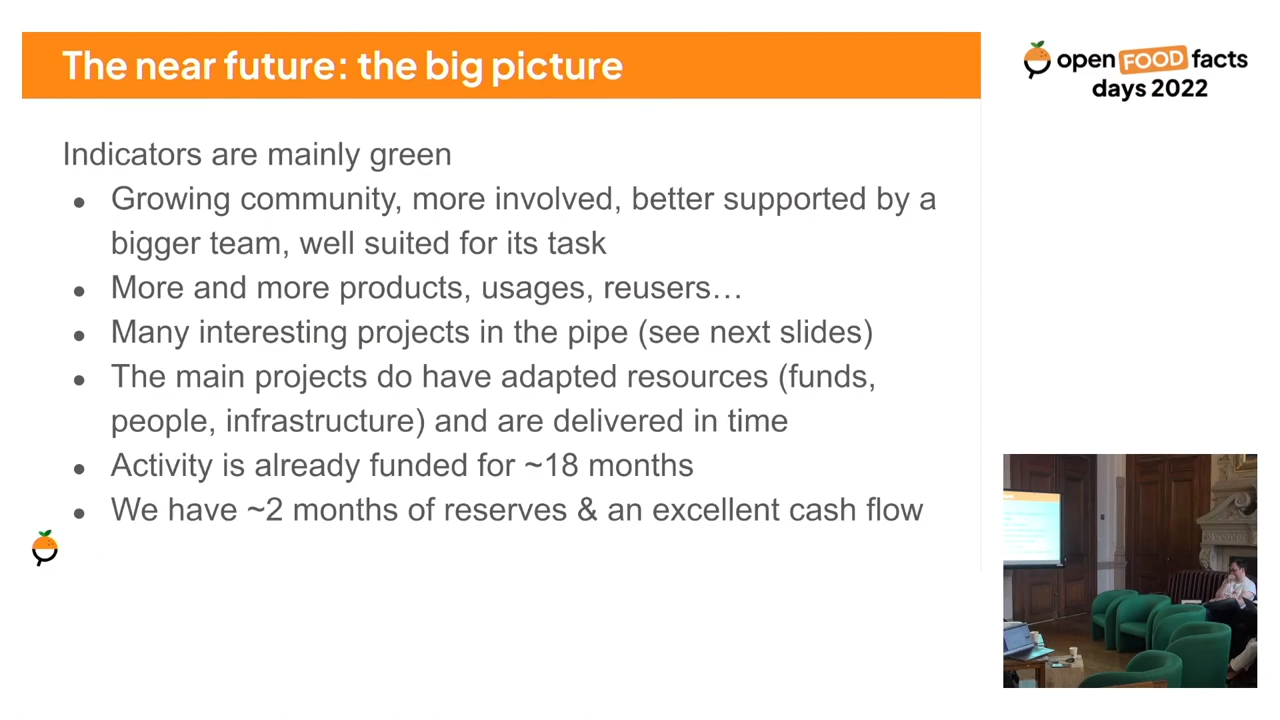 The near future: the big picture
open FOOD facts
days 2022
Indicators are mainly green
● Growing community, more involved, better supported by a
bigger team, well suited for its task
● More and more products, usages, reusers…
● Many interesting projects in the pipe (see next slides)
● The main projects do have adapted resources (funds,
people, infrastructure) and are delivered in time
● Activity is already funded for ~18 months
● We have ~2 months of reserves & an excellent cash flow